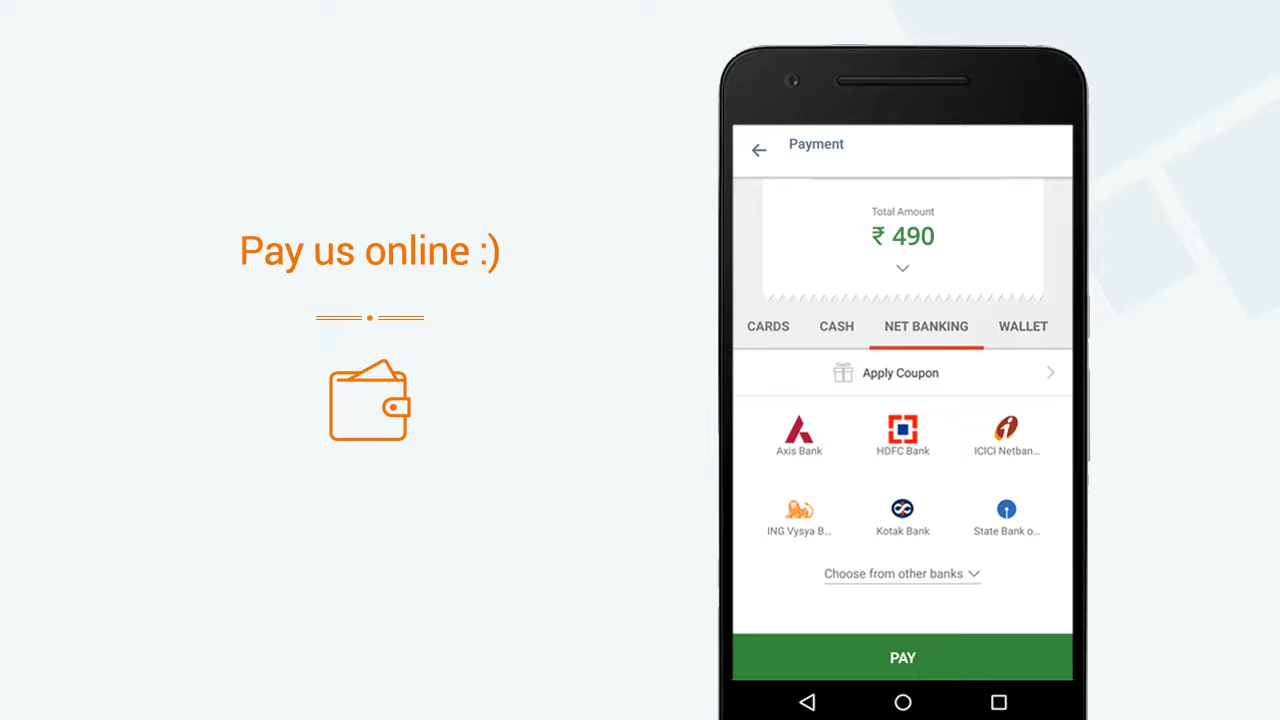 Pay us online :)
Payment
Total Amount
₹ 490
CARDS CASH NET BANKING WALLET
Apply Coupon
Axis Bank HDFC Bank ICICI Netban...
ING Vysya B... Kotak Bank State Bank o...
Choose from other banks
PAY